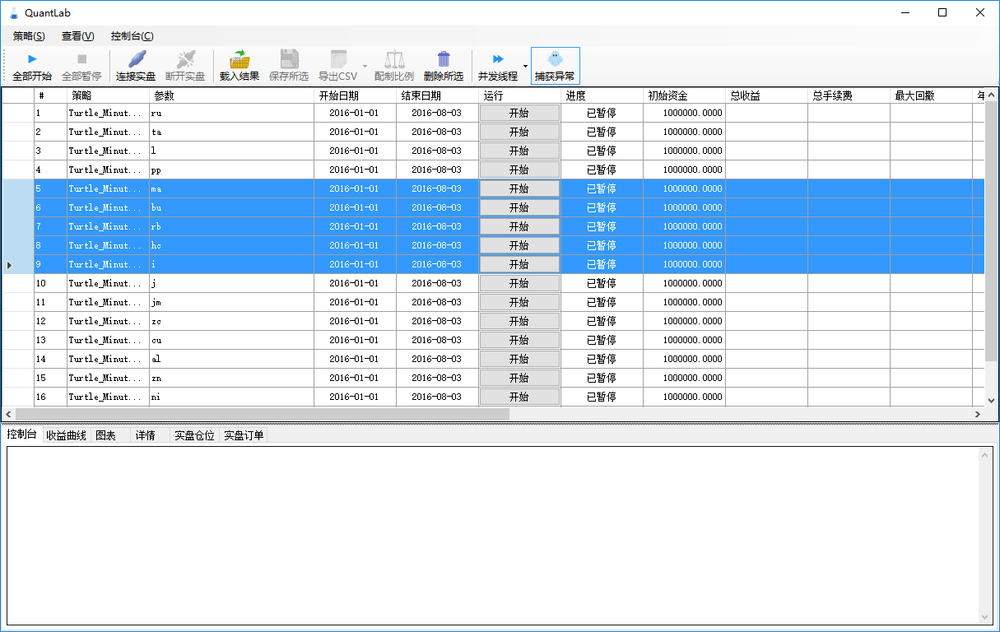 QuantLab
策略(S) 查看(V) 控制台(C)
全部开始 全部暂停 连接实盘 断开实盘 载入结果 保存所选 导出CSV 配制比例 删除所选 并发线程 捕获异常
# 策略 参数 开始日期 结束日期 运行 进度 初始资金 总收益 总手续费 最大回撤 年
1 Turtle_Minut... ru 2016-01-01 2016-08-03 开始 已暂停 1000000.0000
2 Turtle_Minut... ta 2016-01-01 2016-08-03 开始 已暂停 1000000.0000
3 Turtle_Minut... l 2016-01-01 2016-08-03 开始 已暂停 1000000.0000
4 Turtle_Minut... pp 2016-01-01 2016-08-03 开始 已暂停 1000000.0000
5 Turtle_Minut... ma 2016-01-01 2016-08-03 开始 已暂停 1000000.0000
6 Turtle_Minut... bu 2016-01-01 2016-08-03 开始 已暂停 1000000.0000
7 Turtle_Minut... rb 2016-01-01 2016-08-03 开始 已暂停 1000000.0000
8 Turtle_Minut... hc 2016-01-01 2016-08-03 开始 已暂停 1000000.0000
9 Turtle_Minut... i 2016-01-01 2016-08-03 开始 已暂停 1000000.0000
10 Turtle_Minut... j 2016-01-01 2016-08-03 开始 已暂停 1000000.0000
11 Turtle_Minut... jm 2016-01-01 2016-08-03 开始 已暂停 1000000.0000
12 Turtle_Minut... zc 2016-01-01 2016-08-03 开始 已暂停 1000000.0000
13 Turtle_Minut... cu 2016-01-01 2016-08-03 开始 已暂停 1000000.0000
14 Turtle_Minut... al 2016-01-01 2016-08-03 开始 已暂停 1000000.0000
15 Turtle_Minut... zn 2016-01-01 2016-08-03 开始 已暂停 1000000.0000
16 Turtle_Minut... ni 2016-01-01 2016-08-03 开始 已暂停 1000000.0000
控制台 收益曲线 图表 详情 实盘仓位 实盘订单